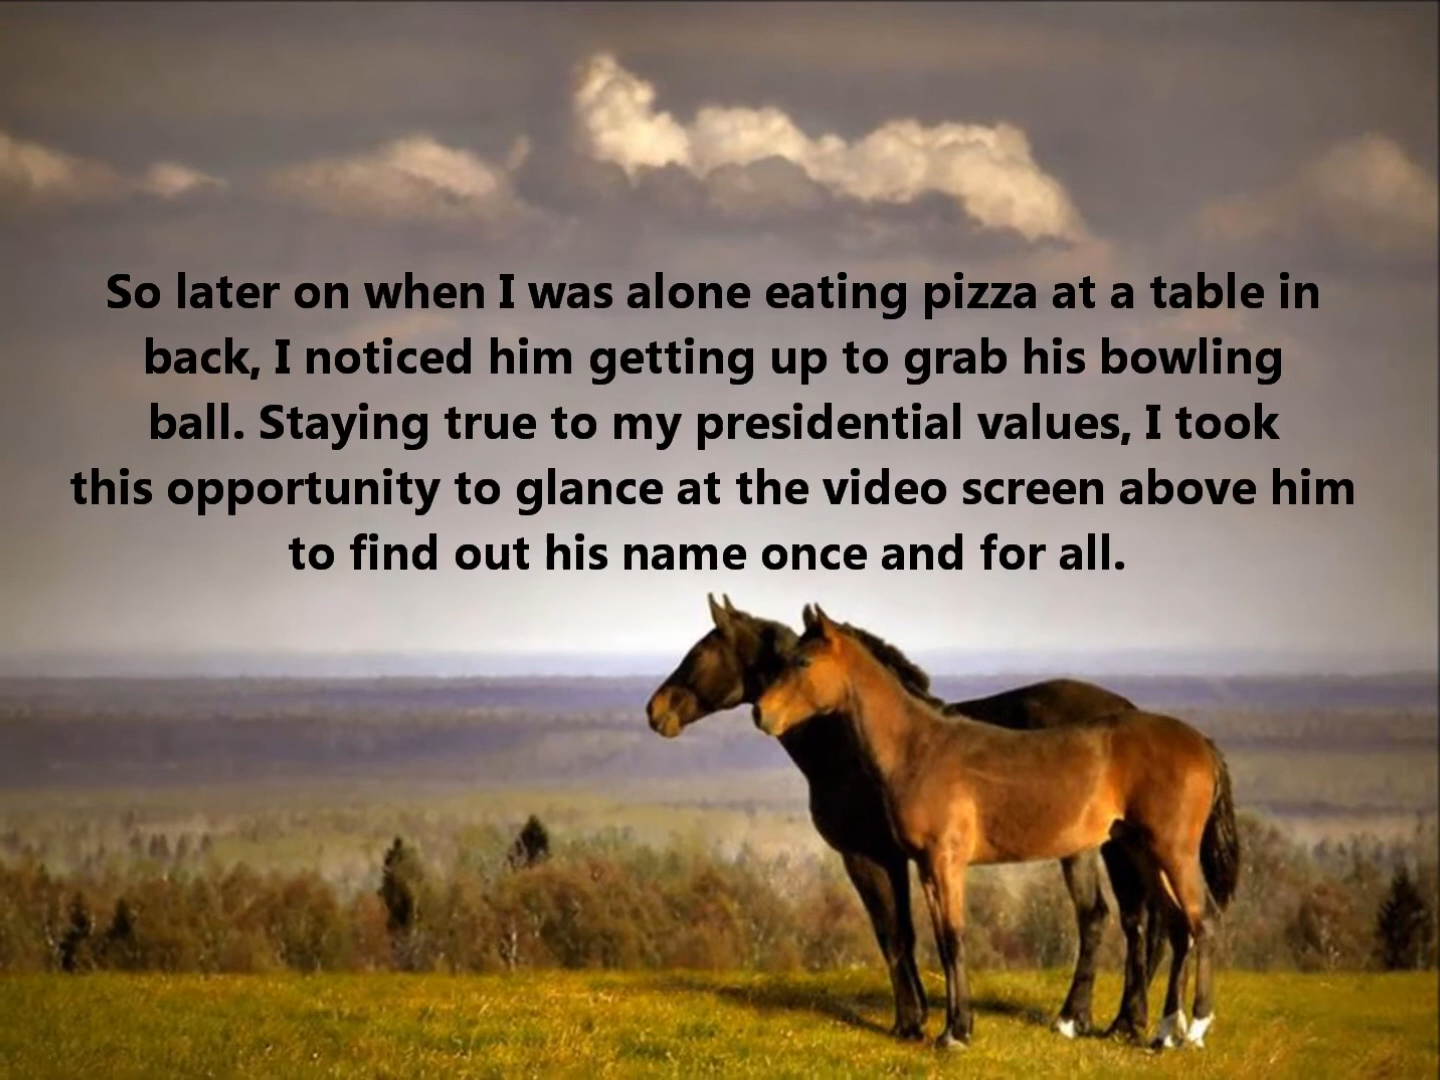 So later on when I was alone eating pizza at a table in
back, I noticed him getting up to grab his bowling
ball. Staying true to my presidential values, I took
this opportunity to glance at the video screen above him
to find out his name once and for all.